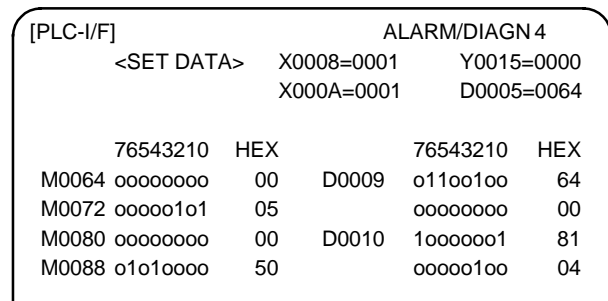 [PLC-I/F] ALARM/DIAGN 4
<SET DATA> X0008=0001 Y0015=0000
X000A=0001 D0005=0064
76543210 HEX 76543210 HEX
M0064 oooooooo 00 D0009 o11oo1oo 64
M0072 ooooo1o1 05 oooooooo 00
M0080 oooooooo 00 D0010 1oooooo1 81
M0088 o1o1oooo 50 ooooo1oo 04